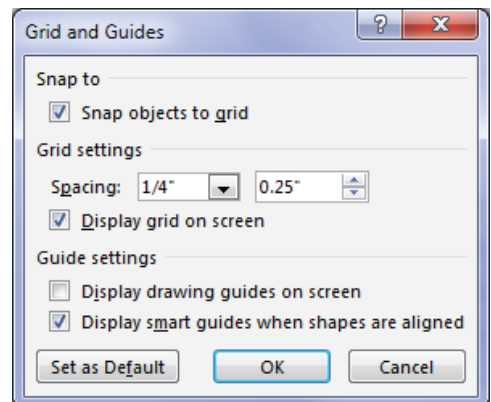 Grid and Guides
Snap to
Snap objects to grid
Grid settings
Spacing: 1/4" 0.25"
Display grid on screen
Guide settings
Display drawing guides on screen
Display smart guides when shapes are aligned
Set as Default OK Cancel